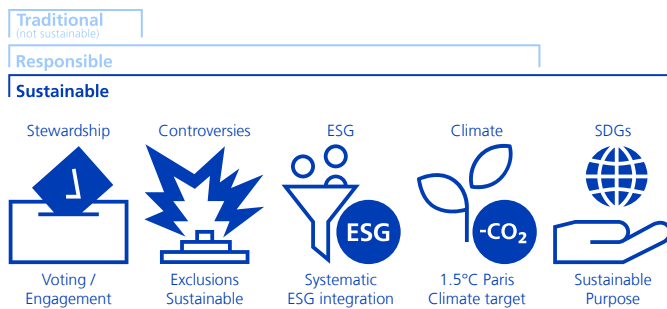 Traditional
(not sustainable)
Responsible
Sustainable
Stewardship Controversies ESG Climate SDGs
ESG -CO₂
Voting / Exclusions Systematic 1.5°C Paris Sustainable
Engagement Sustainable ESG integration Climate target Purpose